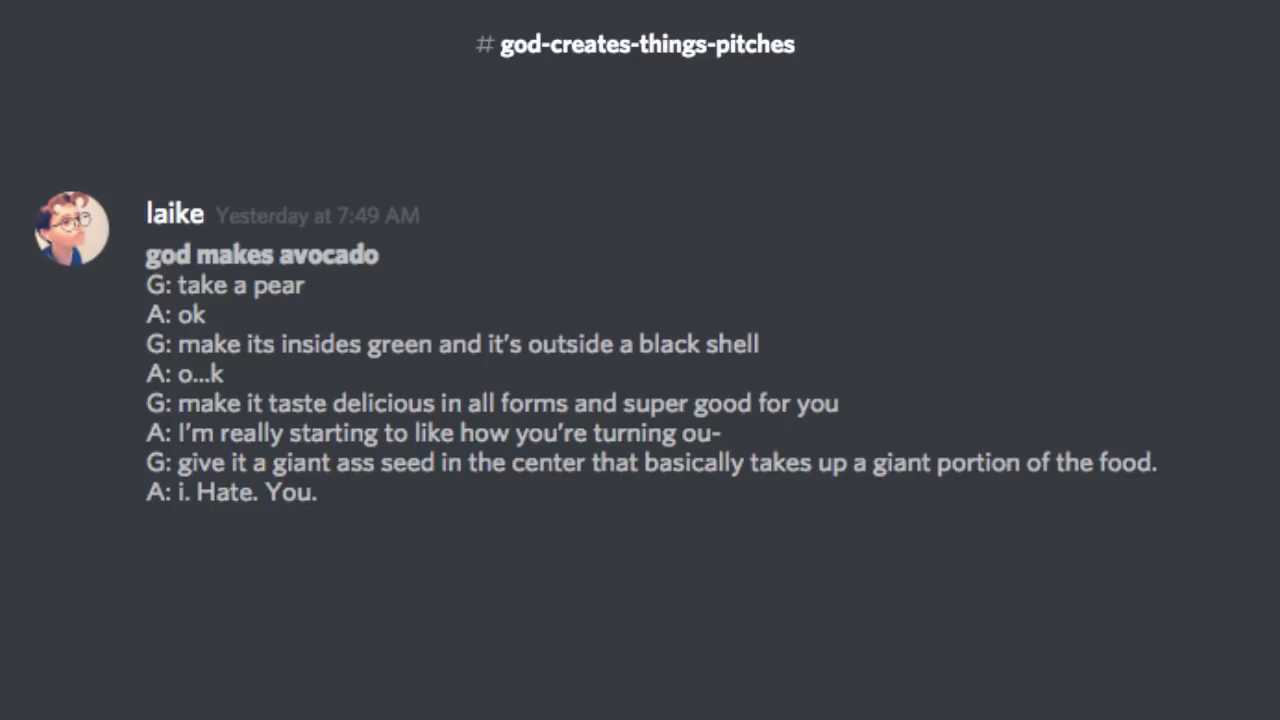 # god-creates-things-pitches
laike Yesterday at 7:49 AM
god makes avocado
G: take a pear
A: ok
G: make its insides green and it’s outside a black shell
A: o...k
G: make it taste delicious in all forms and super good for you
A: I’m really starting to like how you’re turning ou-
G: give it a giant ass seed in the center that basically takes up a giant portion of the food.
A: i. Hate. You.